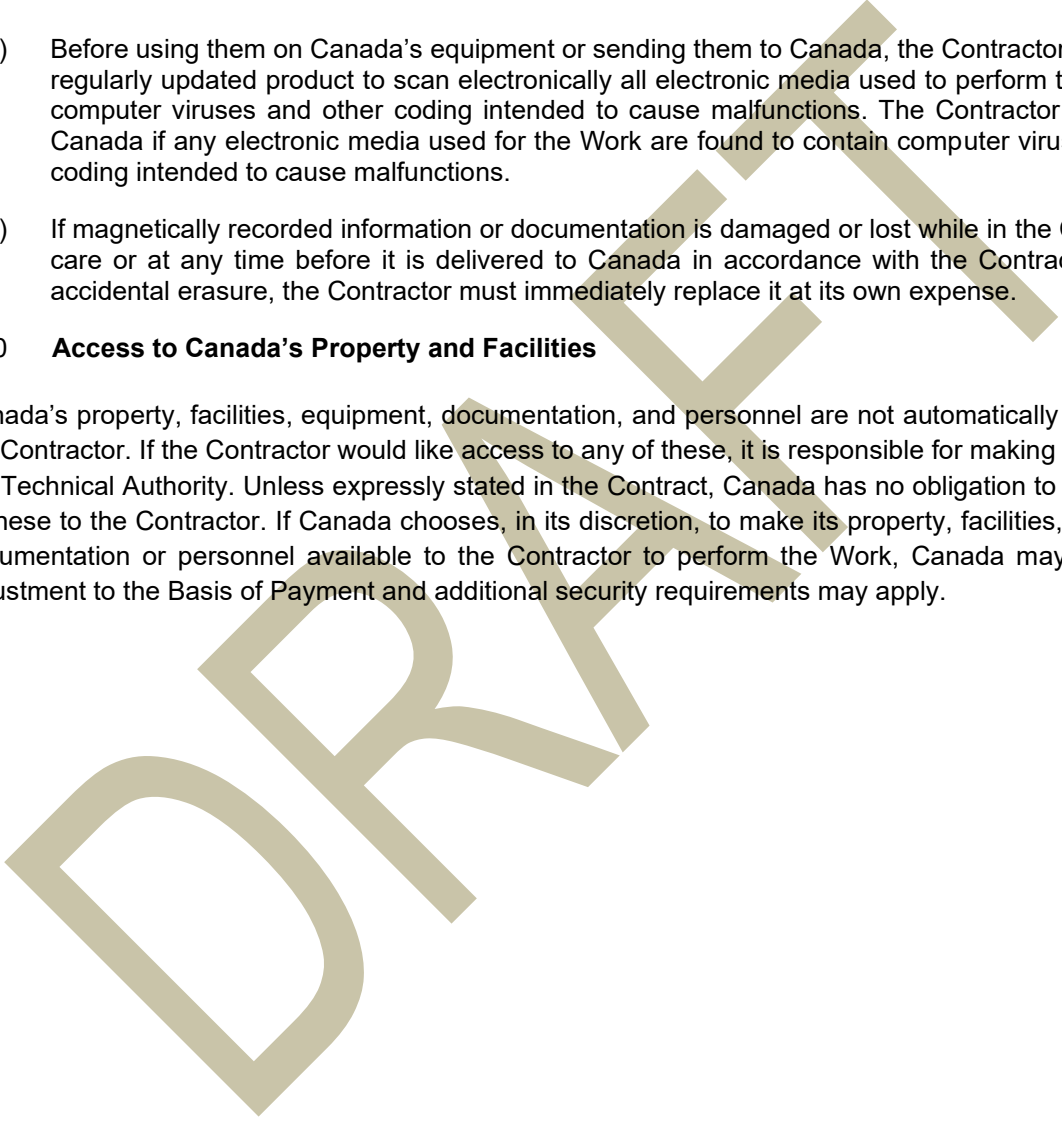 ) Before using them on Canada’s equipment or sending them to Canada, the Contractor
regularly updated product to scan electronically all electronic media used to perform t
computer viruses and other coding intended to cause malfunctions. The Contractor
Canada if any electronic media used for the Work are found to contain computer viru
coding intended to cause malfunctions.
) If magnetically recorded information or documentation is damaged or lost while in the C
care or at any time before it is delivered to Canada in accordance with the Contrac
accidental erasure, the Contractor must immediately replace it at its own expense.
0 Access to Canada’s Property and Facilities
nada’s property, facilities, equipment, documentation, and personnel are not automatically
Contractor. If the Contractor would like access to any of these, it is responsible for making
Technical Authority. Unless expressly stated in the Contract, Canada has no obligation to
hese to the Contractor. If Canada chooses, in its discretion, to make its property, facilities,
umentation or personnel available to the Contractor to perform the Work, Canada may
ustment to the Basis of Payment and additional security requirements may apply.
DRAFT